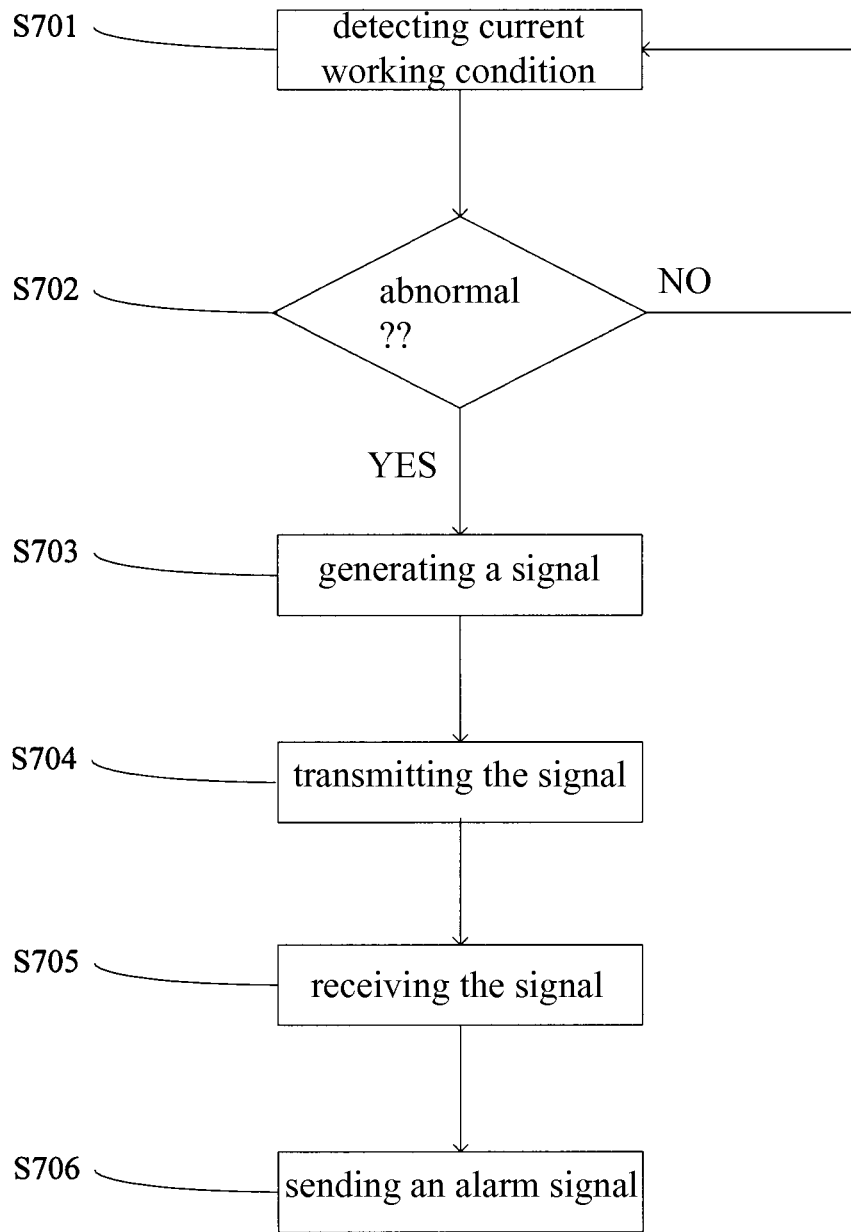 S701
detecting current
working condition
S702
abnormal
??
NO
YES
S703
generating a signal
S704
transmitting the signal
S705
receiving the signal
S706
sending an alarm signal